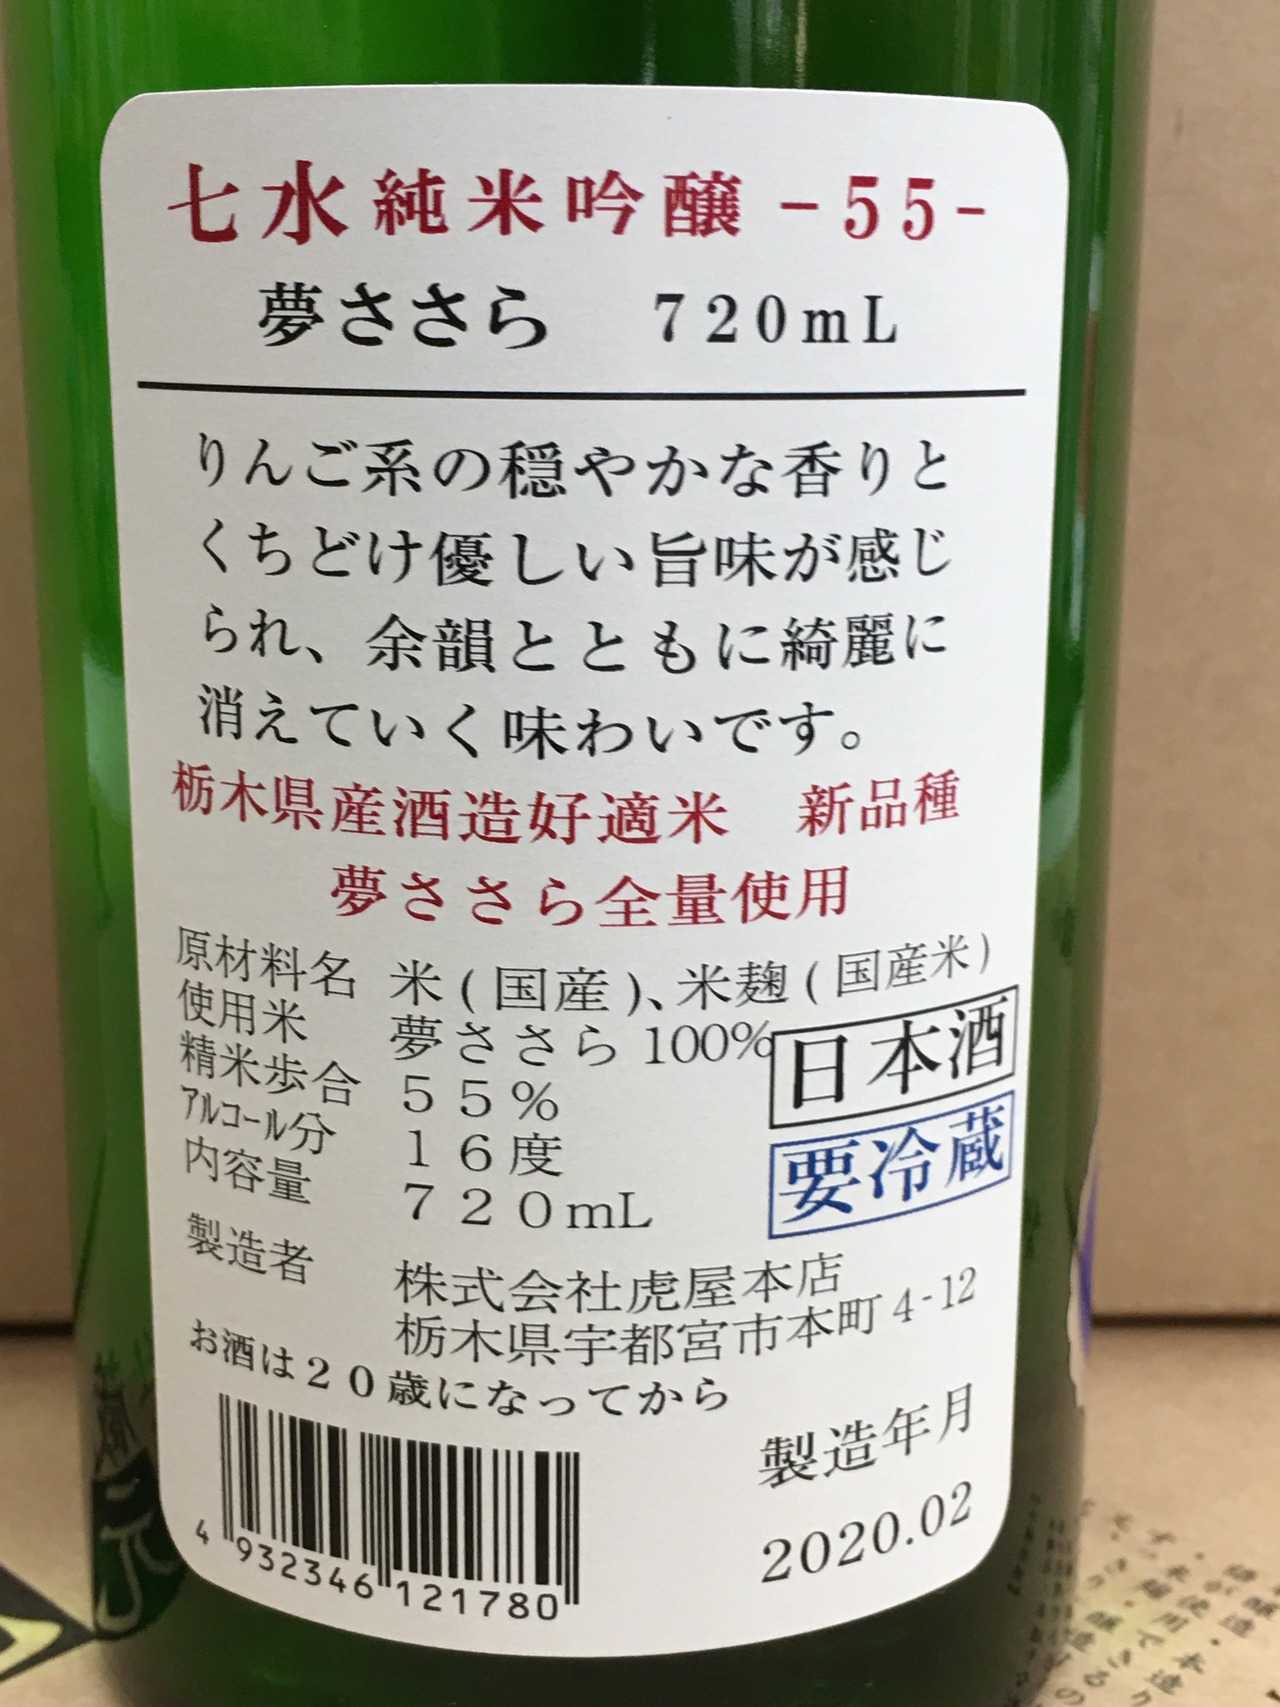 七水純米吟醸 -55-
夢ささら 720mL
りんご系の穏やかな香りと
くちどけ優しい旨味が感じ
られ、余韻とともに綺麗に
消えていく味わいです。
栃木県産酒造好適米 新品種
夢ささら全量使用
原材料名 米(国産)、米麹(国産米)
使用米 夢ささら100%
精米歩合 55%
アルコール分 16度
内容量 720mL
日本酒
要冷蔵
製造者 株式会社虎屋本店
栃木県宇都宮市本町4-12
お酒は20歳になってから
製造年月
2020.02
4 932346 121780